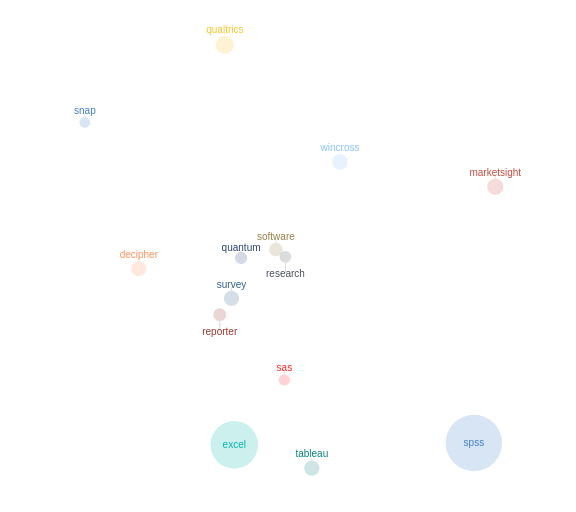 qualtrics
snap
wincross
marketsight
software
quantum
decipher
research
survey
reporter
sas
excel
spss
tableau